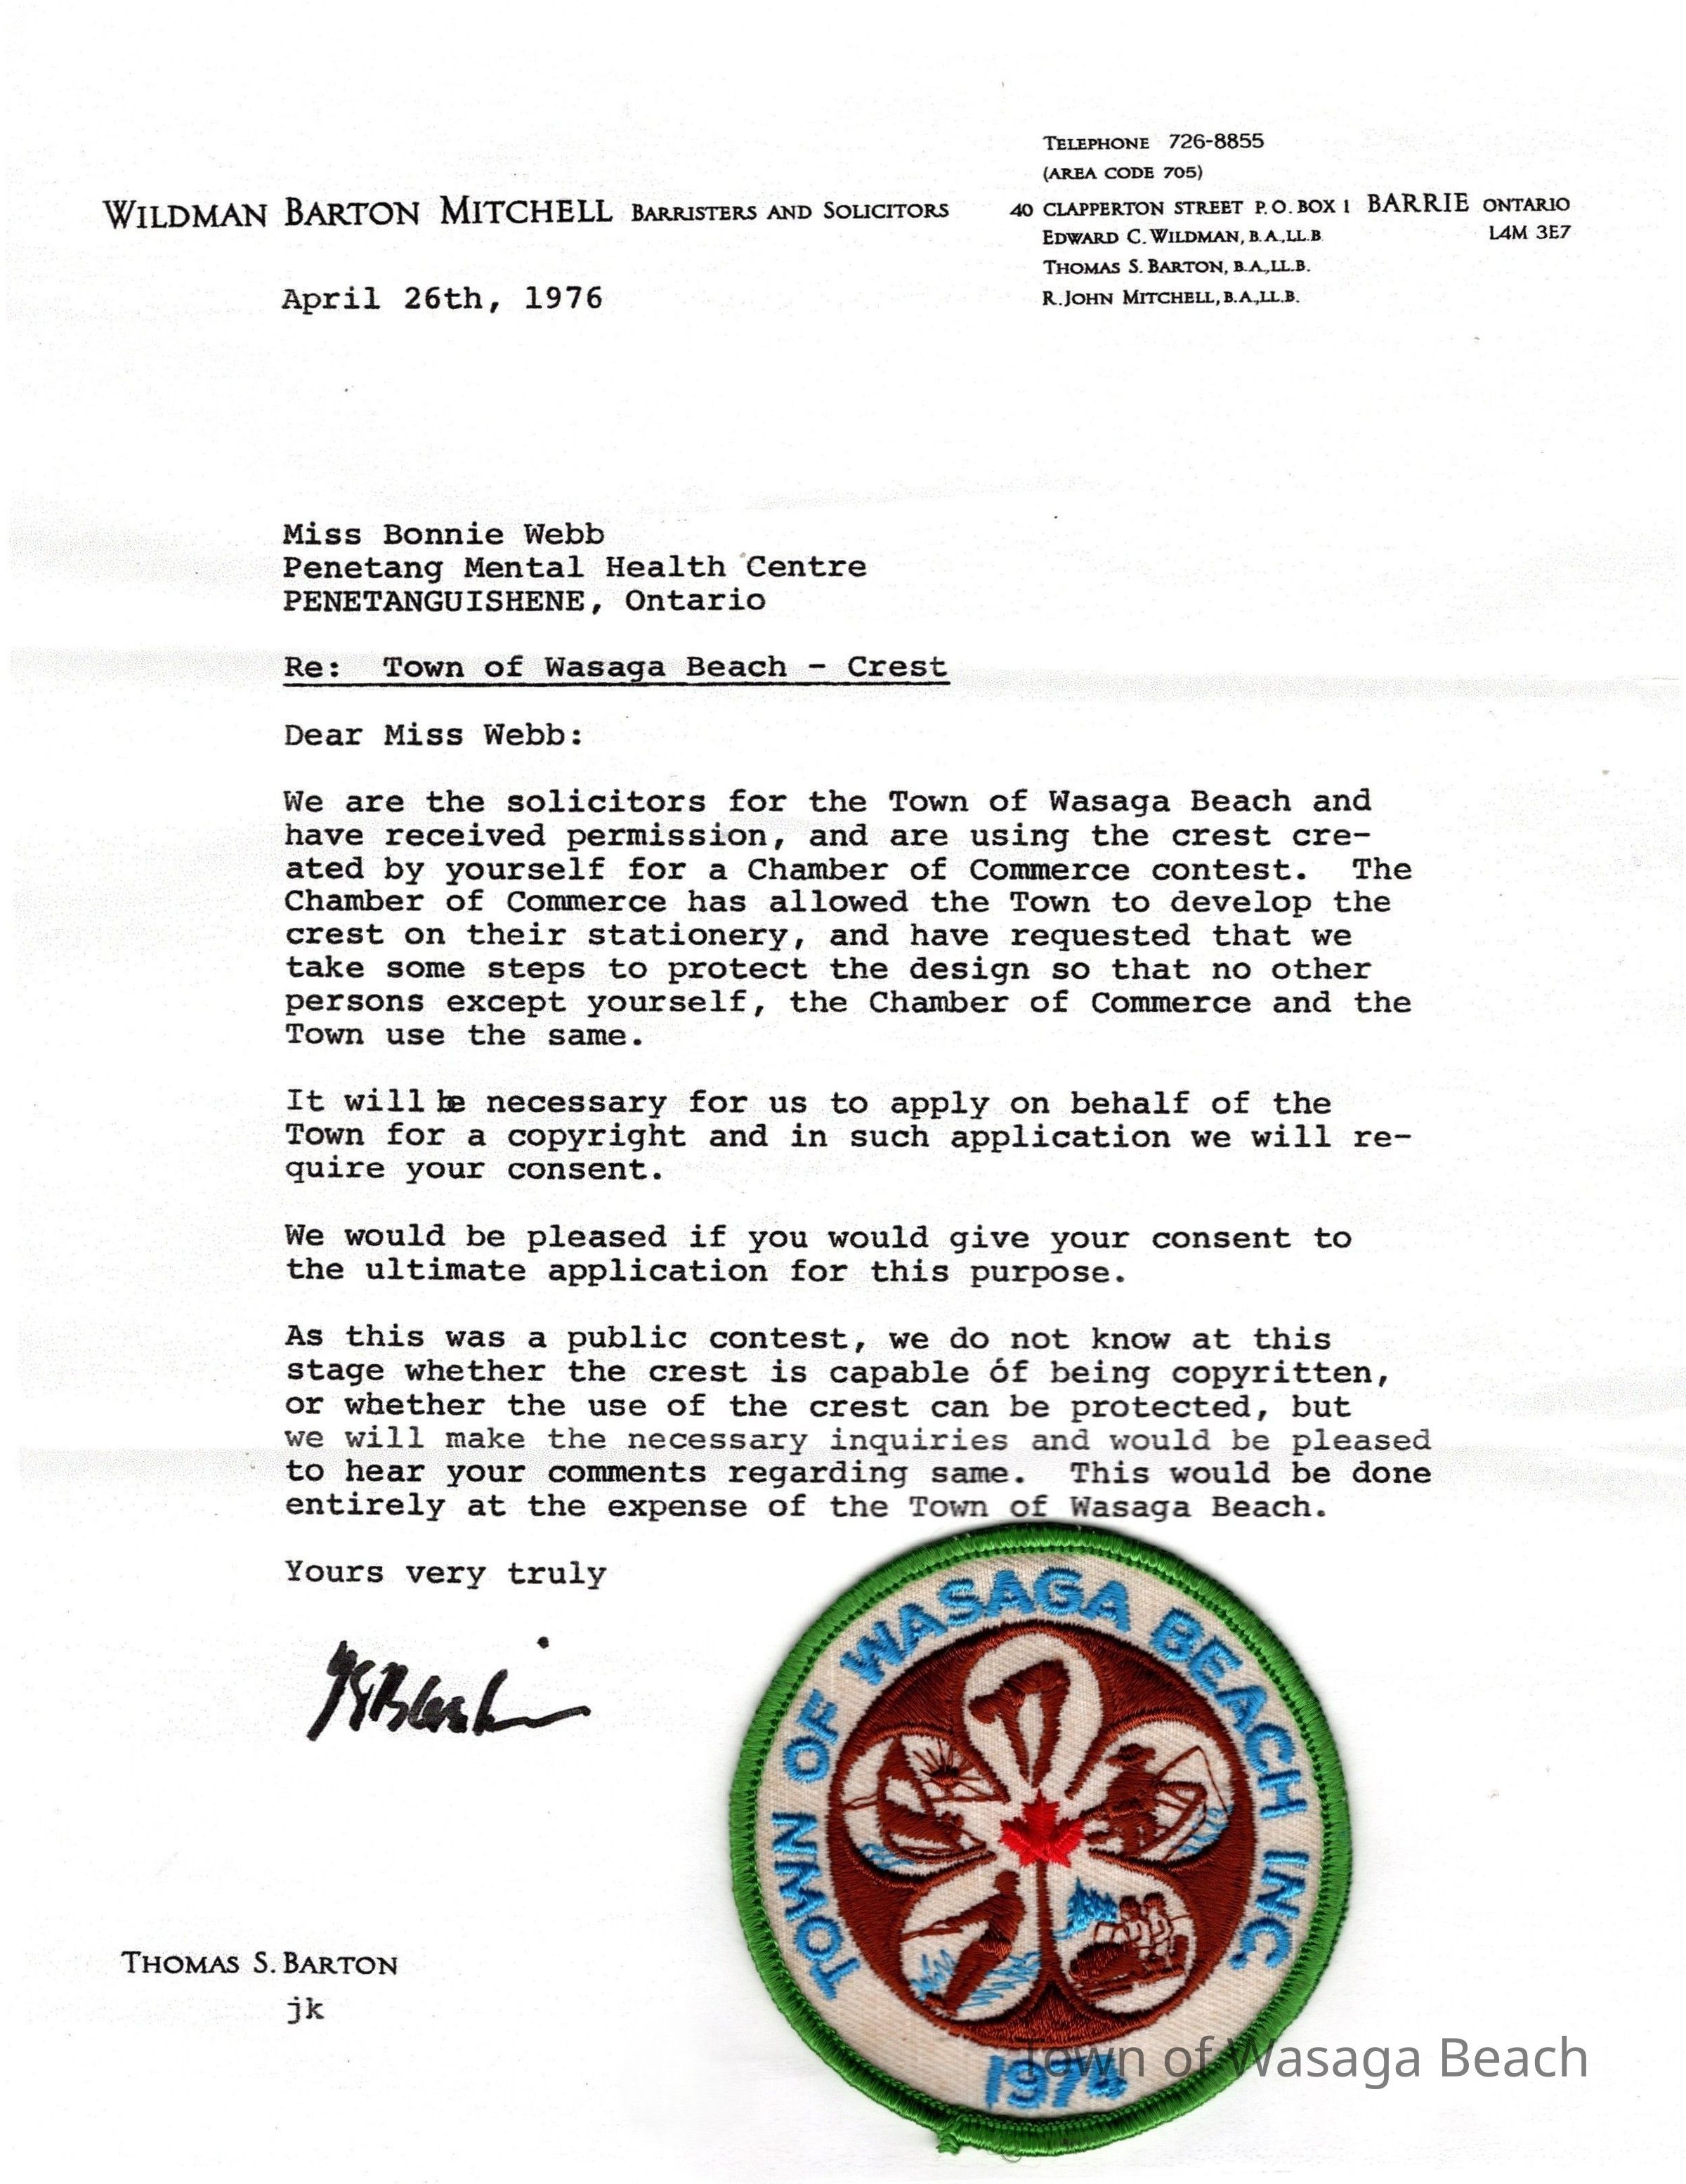 TELEPHONE 726-8855
(AREA CODE 705)
WILDMAN BARTON MITCHELL BARRISTERS AND SOLICITORS 40 CLAPPERTON STREET P.O. BOX 1 BARRIE ONTARIO
EDWARD C. WILDMAN, B.A.,LL.B. L4M 3E7
THOMAS S. BARTON, B.A.,LL.B.
R. JOHN MITCHELL, B.A.,LL.B.
April 26th, 1976
Miss Bonnie Webb
Penetang Mental Health Centre
PENETANGUISHENE, Ontario
Re: Town of Wasaga Beach - Crest
Dear Miss Webb:
We are the solicitors for the Town of Wasaga Beach and
have received permission, and are using the crest cre-
ated by yourself for a Chamber of Commerce contest. The
Chamber of Commerce has allowed the Town to develop the
crest on their stationery, and have requested that we
take some steps to protect the design so that no other
persons except yourself, the Chamber of Commerce and the
Town use the same.
It will be necessary for us to apply on behalf of the
Town for a copyright and in such application we will re-
quire your consent.
We would be pleased if you would give your consent to
the ultimate application for this purpose.
As this was a public contest, we do not know at this
stage whether the crest is capable of being copyritten,
or whether the use of the crest can be protected, but
we will make the necessary inquiries and would be pleased
to hear your comments regarding same. This would be done
entirely at the expense of the Town of Wasaga Beach.
Yours very truly
THOMAS S. BARTON
jk
TOWN OF WASAGA BEACH INC.
Town of Wasaga Beach